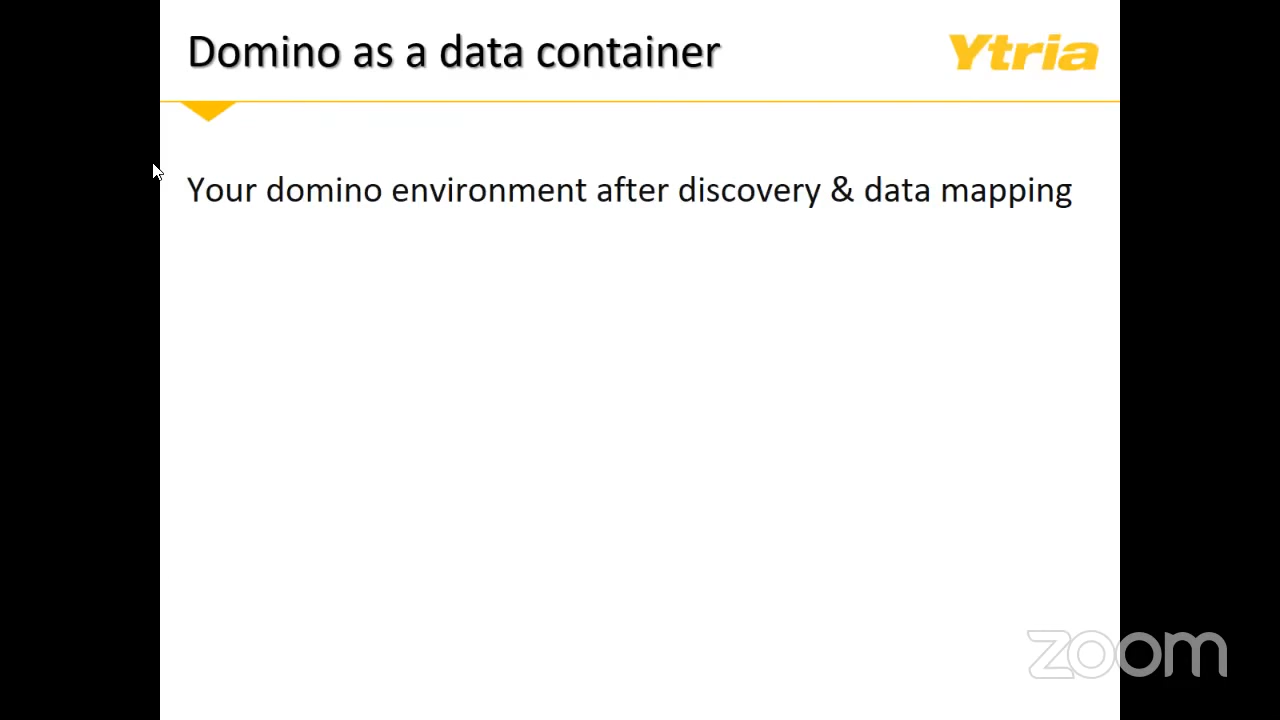 Domino as a data container
Ytria
Your domino environment after discovery & data mapping
zoom